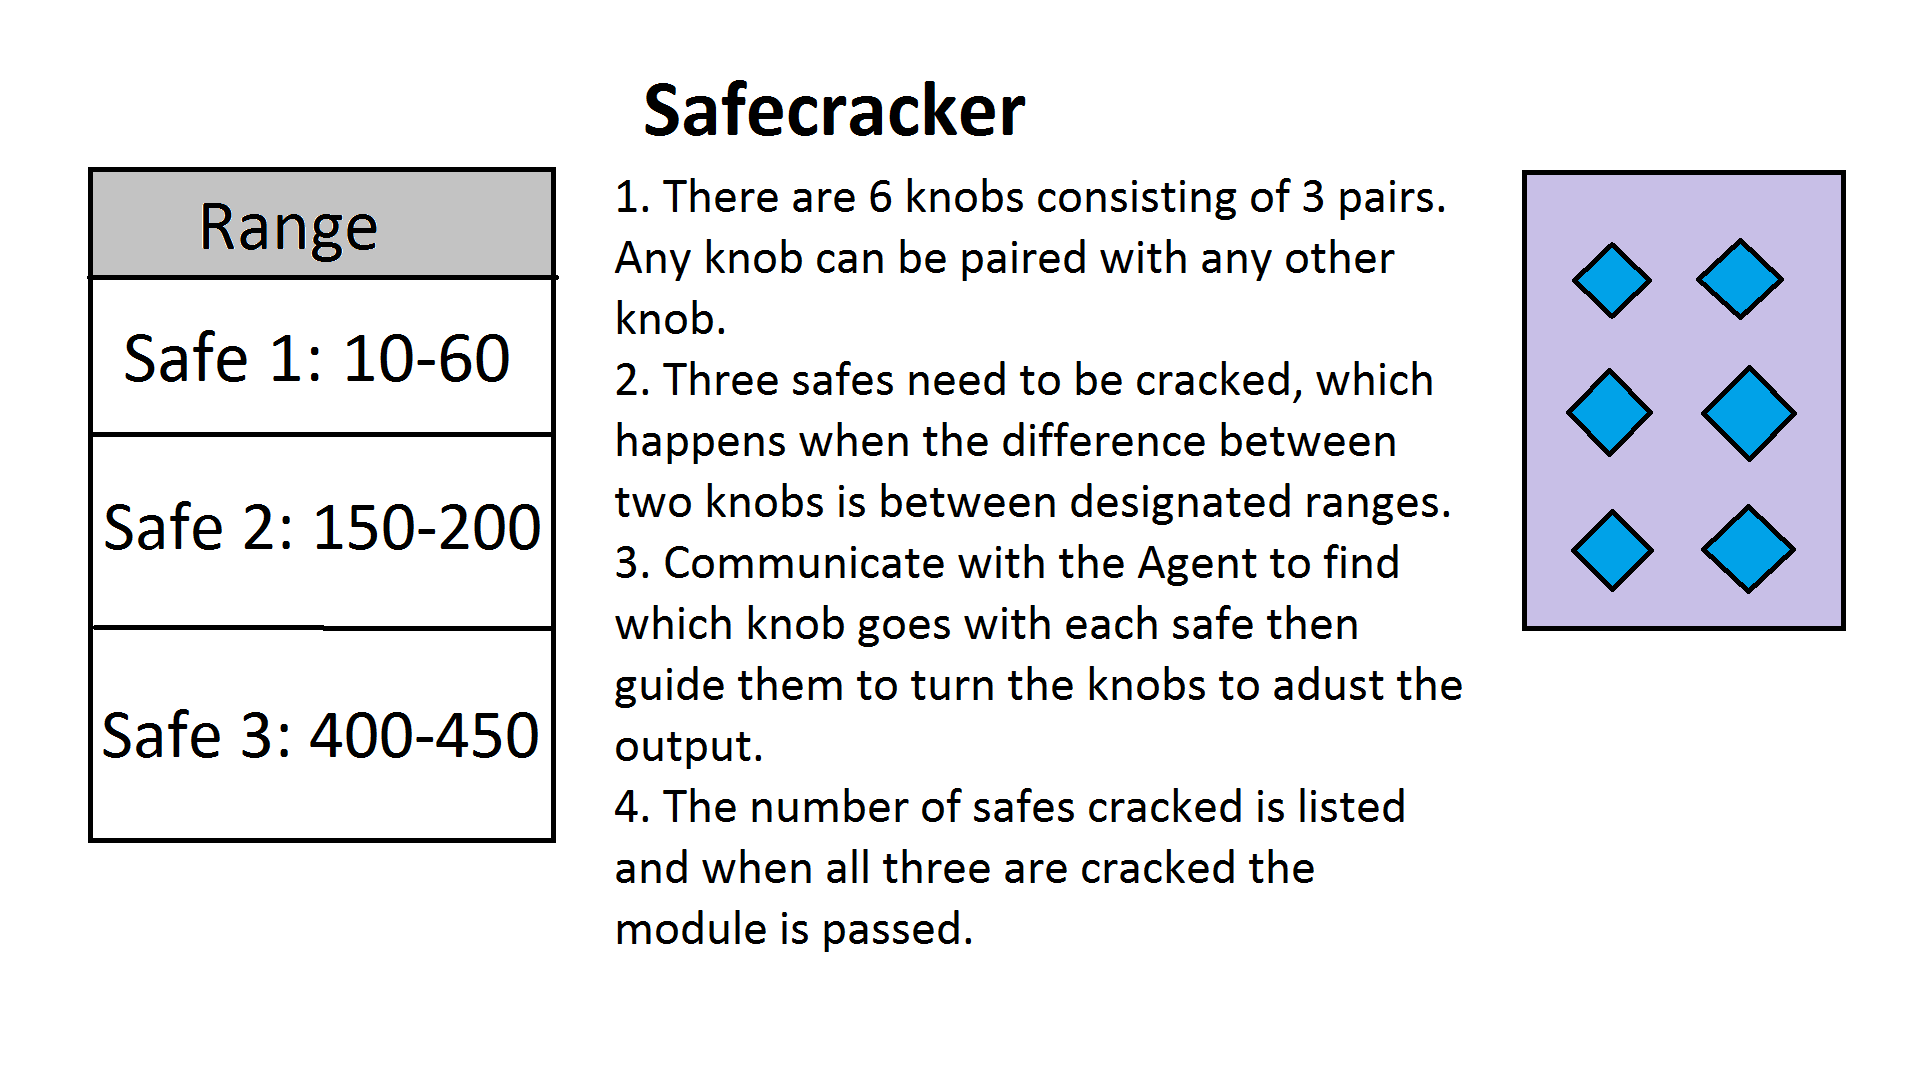 Safecracker
Range
Safe 1: 10-60
Safe 2: 150-200
Safe 3: 400-450
1. There are 6 knobs consisting of 3 pairs.
Any knob can be paired with any other
knob.
2. Three safes need to be cracked, which
happens when the difference between
two knobs is between designated ranges.
3. Communicate with the Agent to find
which knob goes with each safe then
guide them to turn the knobs to adust the
output.
4. The number of safes cracked is listed
and when all three are cracked the
module is passed.